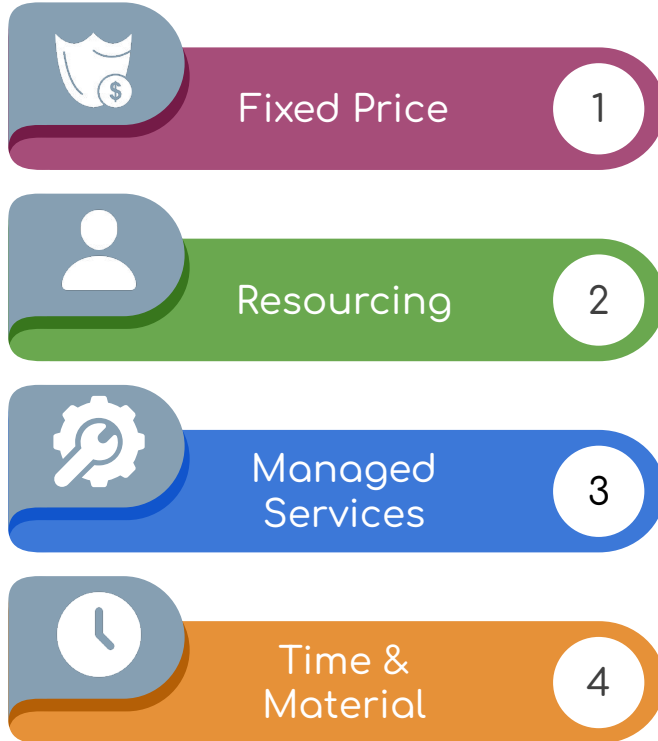 $
Fixed Price
1
Resourcing
2
Managed
Services
3
Time &
Material
4